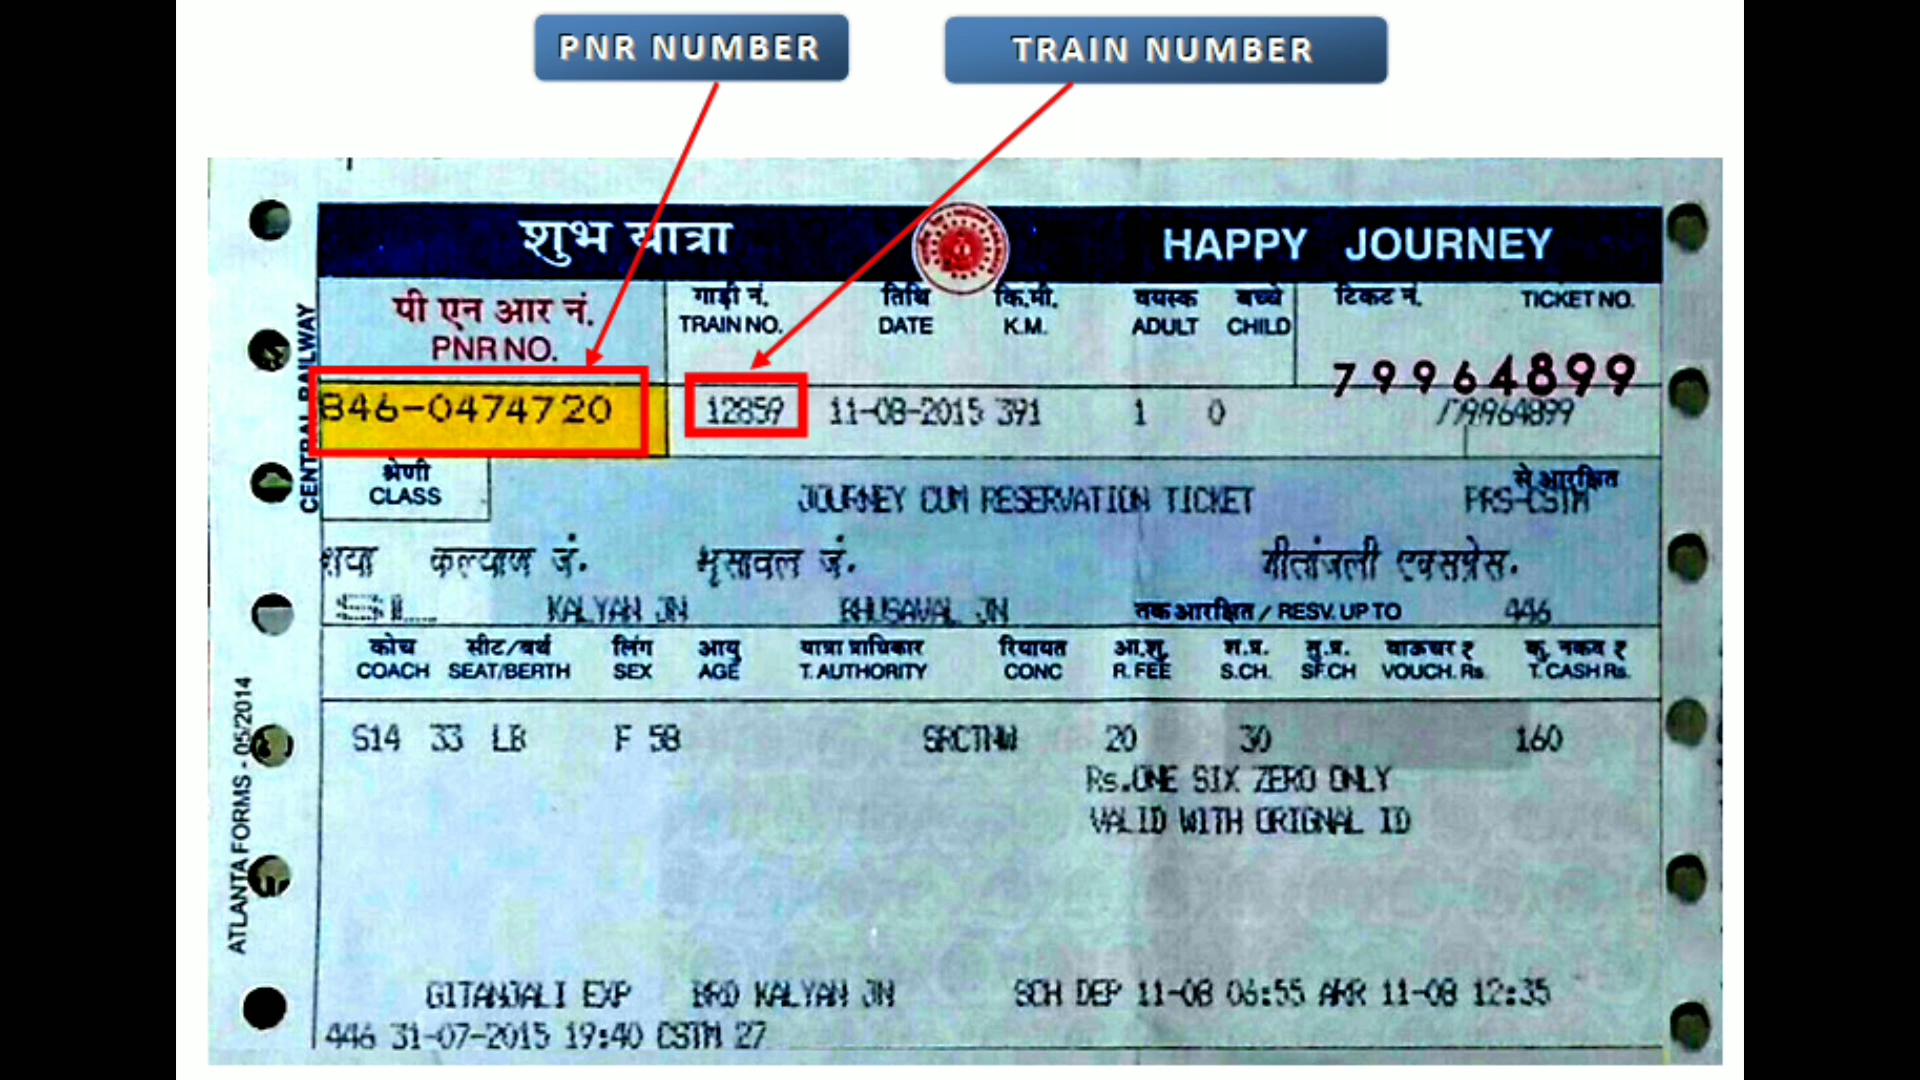 PNR NUMBER TRAIN NUMBER
शुभ यात्रा HAPPY JOURNEY
पी एन आर नं. गाड़ी नं. तिथि कि.मी. वयस्क बच्चे टिकट नं. TICKET NO.
PNR NO. TRAIN NO. DATE K.M. ADULT CHILD
79964899
846-0474720 12859 11-08-2015 391 1 0 79964899
CENTRAL RAILWAY
श्रेणी से आरक्षित
CLASS JOURNEY CUM RESERVATION TICKET PRS-CSTM
शया कल्याण जं. भुसावल जं. गीतांजली एक्सप्रेस.
SL KALYAN JN BHUSAVAL JN तक आरक्षित / RESV. UP TO 446
कोच सीट/बर्थ लिंग आयु यात्रा प्राधिकार रियायत आ.शु. स.प्र. सु.प्र. वाऊचर ₹ कु. नकद ₹
COACH SEAT/BERTH SEX AGE T. AUTHORITY CONC R. FEE S.CH. SF.CH VOUCH. Rs. T. CASH Rs.
S14 33 LB F 58 SRCTNW 20 30 160
Rs.ONE SIX ZERO ONLY
VALID WITH ORIGNAL ID
ATLANTA FORMS - 05/2014
GITANJALI EXP BRD KALYAN JN SCH DEP 11-08 06:55 ARR 11-08 12:35
446 31-07-2015 19:40 CSTM 27